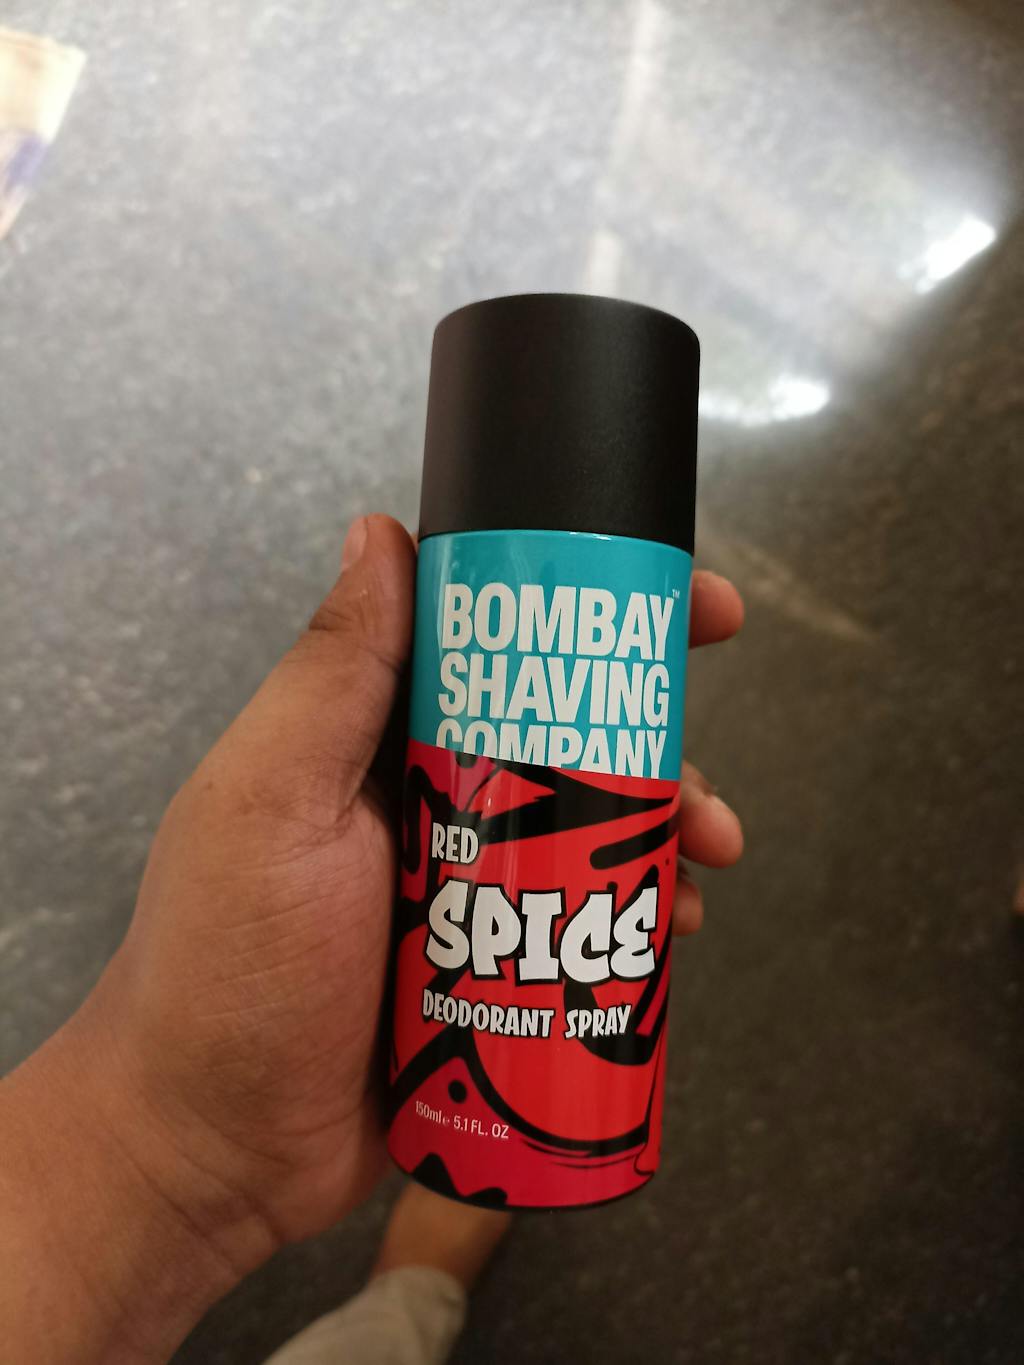 BOMBAY™
SHAVING
COMPANY
RED
SPICE
DEODORANT SPRAY
150ml e 5.1 FL. OZ